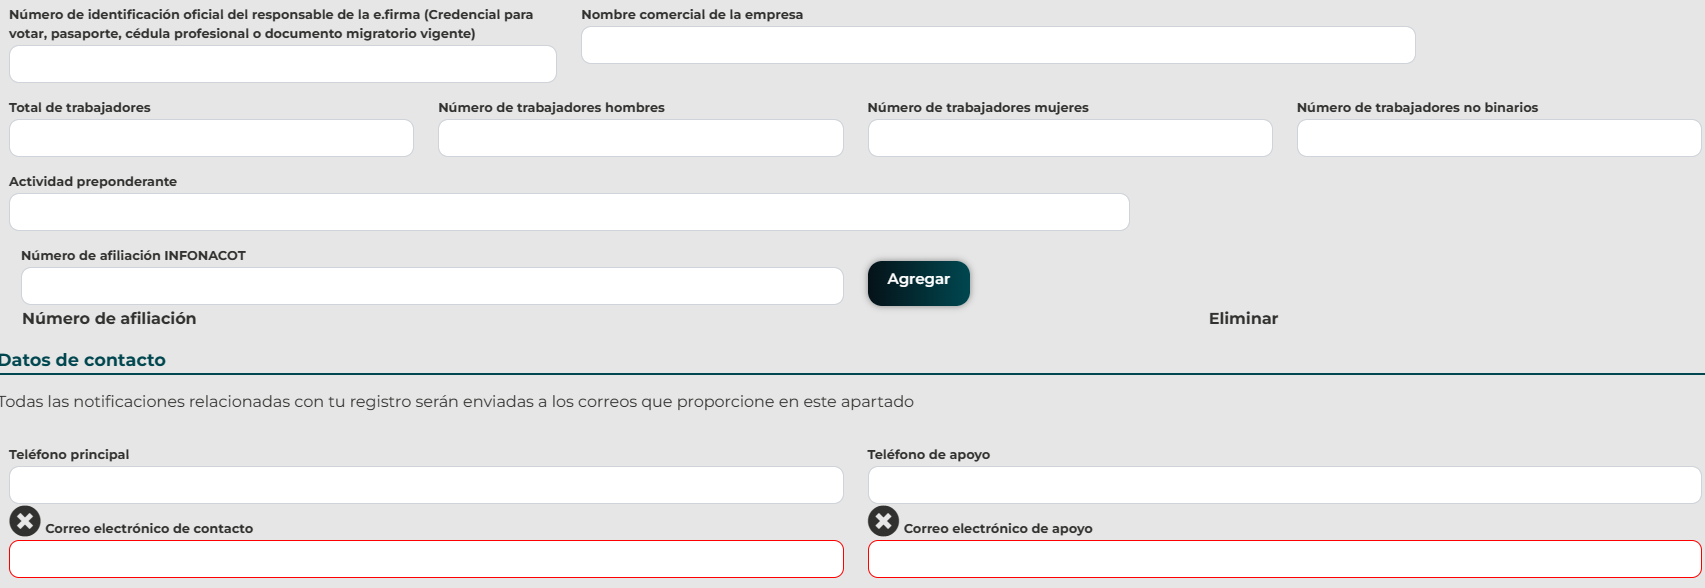 Número de identificación oficial del responsable de la e.firma (Credencial para
votar, pasaporte, cédula profesional o documento migratorio vigente)
Nombre comercial de la empresa
Total de trabajadores
Número de trabajadores hombres
Número de trabajadores mujeres
Número de trabajadores no binarios
Actividad preponderante
Número de afiliación INFONACOT
Agregar
Número de afiliación
Eliminar
Datos de contacto
Todas las notificaciones relacionadas con tu registro serán enviadas a los correos que proporcione en este apartado
Teléfono principal
Teléfono de apoyo
Correo electrónico de contacto
Correo electrónico de apoyo